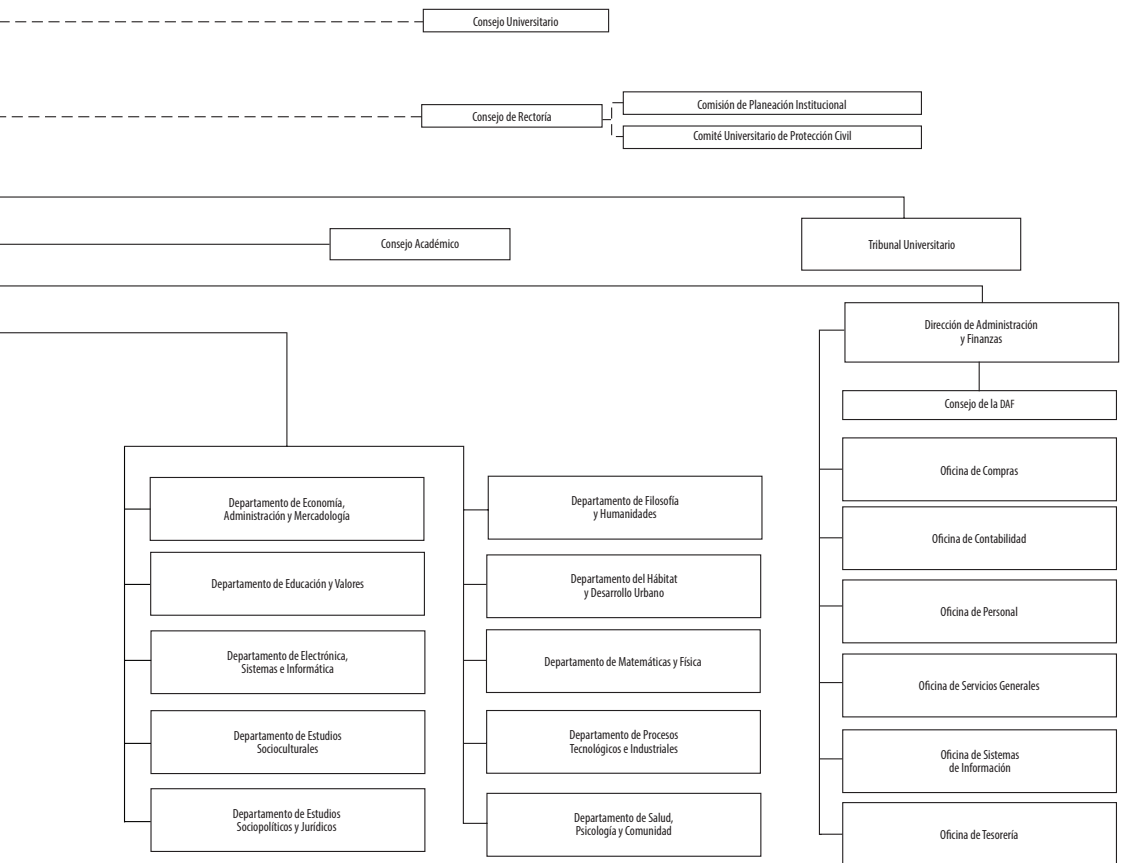 Consejo Universitario
Consejo de Rectoría
Comisión de Planeación Institucional
Comité Universitario de Protección Civil
Consejo Académico
Tribunal Universitario
Dirección de Administración
y Finanzas
Consejo de la DAF
Oficina de Compras
Oficina de Contabilidad
Oficina de Personal
Oficina de Servicios Generales
Oficina de Sistemas
de Información
Oficina de Tesorería
Departamento de Economía,
Administración y Mercadología
Departamento de Educación y Valores
Departamento de Electrónica,
Sistemas e Informática
Departamento de Estudios
Socioculturales
Departamento de Estudios
Sociopolíticos y Jurídicos
Departamento de Filosofía
y Humanidades
Departamento del Hábitat
y Desarrollo Urbano
Departamento de Matemáticas y Física
Departamento de Procesos
Tecnológicos e Industriales
Departamento de Salud,
Psicología y Comunidad